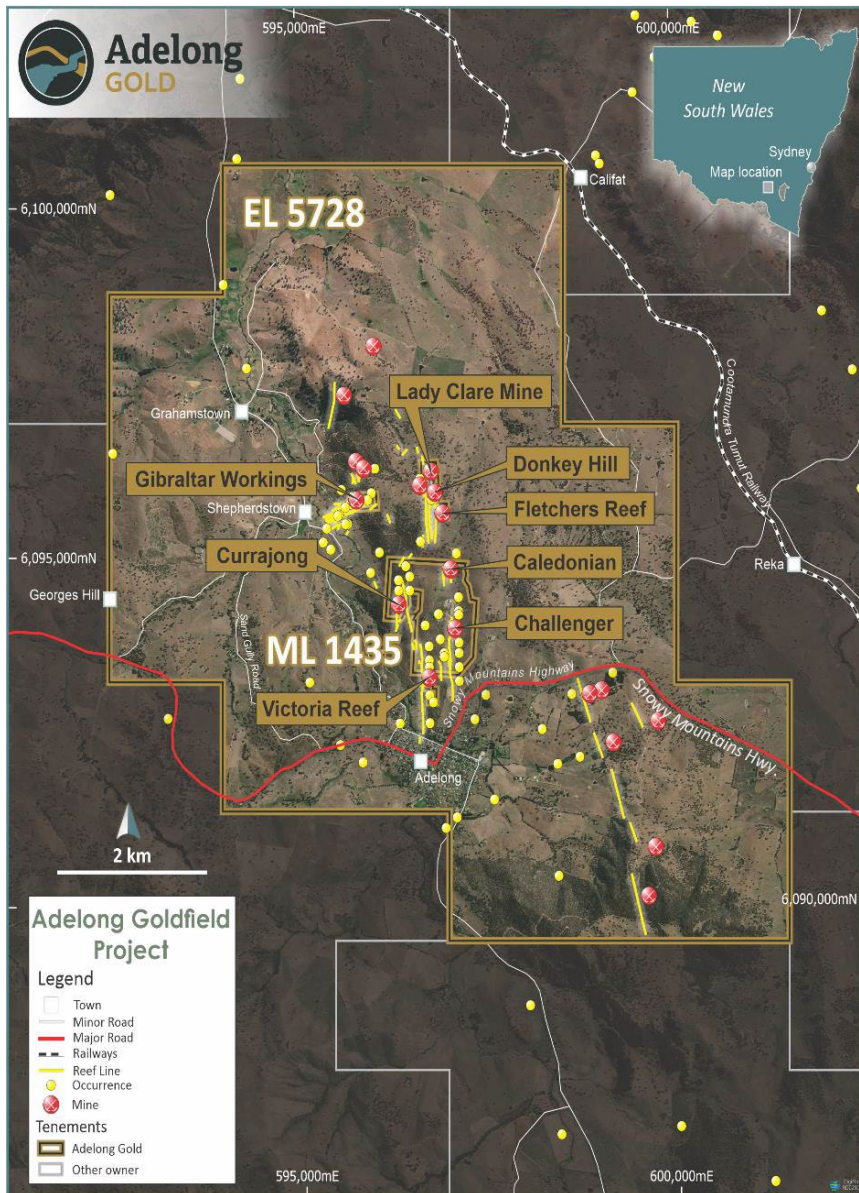 Adelong
GOLD
595,000mE
600,000mE
New
South Wales
Sydney
Map location
Califat
6,100,000mN
EL 5728
Cootamundra Tumut Railway
Lady Clare Mine
Grahamstown
Donkey Hill
Gibraltar Workings
Fletchers Reef
Shepherdstown
6,095,000mN
Currajong
Caledonian
Reka
Georges Hill
Challenger
Sand Gully Road
ML 1435
Snowy Mountains Highway
Victoria Reef
Snowy Mountains Hwy.
Adelong
2 km
6,090,000mN
Adelong Goldfield
Project
Legend
Town
Minor Road
Major Road
Railways
Reef Line
Occurrence
Mine
Tenements
Adelong Gold
Other owner
595,000mE
600,000mE